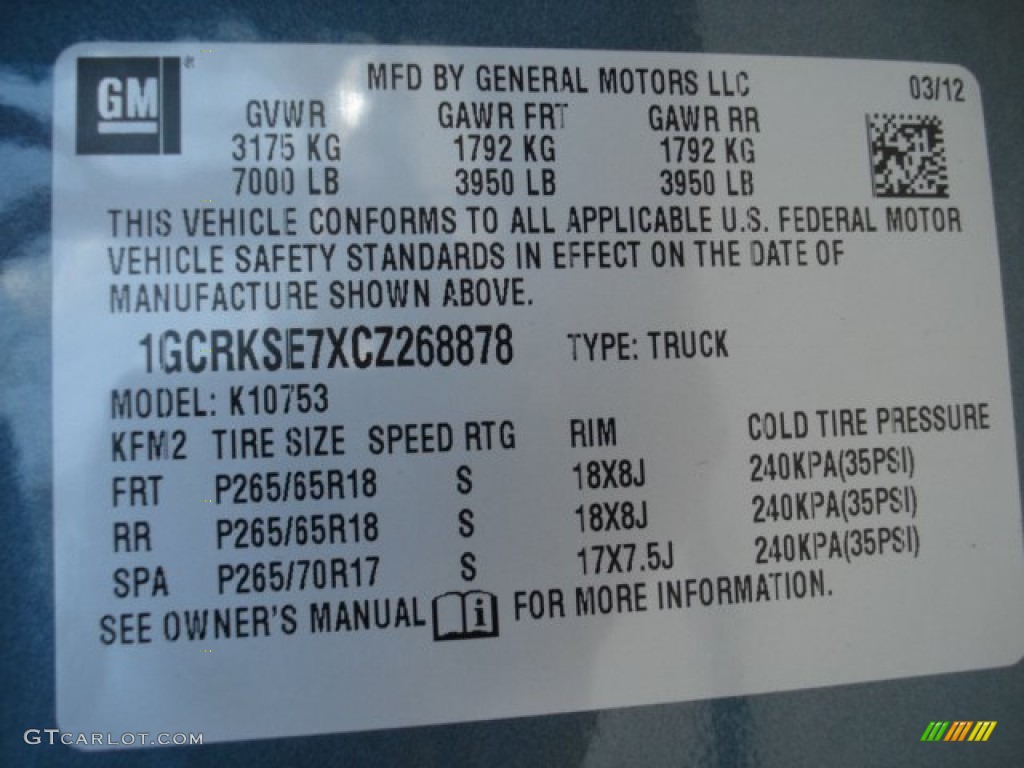 GM
MFD BY GENERAL MOTORS LLC 03/12
GVWR GAWR FRT GAWR RR
3175 KG 1792 KG 1792 KG
7000 LB 3950 LB 3950 LB
THIS VEHICLE CONFORMS TO ALL APPLICABLE U.S. FEDERAL MOTOR
VEHICLE SAFETY STANDARDS IN EFFECT ON THE DATE OF
MANUFACTURE SHOWN ABOVE.
1GCRKSE7XCZ268878 TYPE: TRUCK
MODEL: K10753
KFM2 TIRE SIZE SPEED RTG RIM COLD TIRE PRESSURE
FRT P265/65R18 S 18X8J 240KPA(35PSI)
RR P265/65R18 S 18X8J 240KPA(35PSI)
SPA P265/70R17 S 17X7.5J 240KPA(35PSI)
SEE OWNER'S MANUAL i FOR MORE INFORMATION.
GTCARLOT.COM